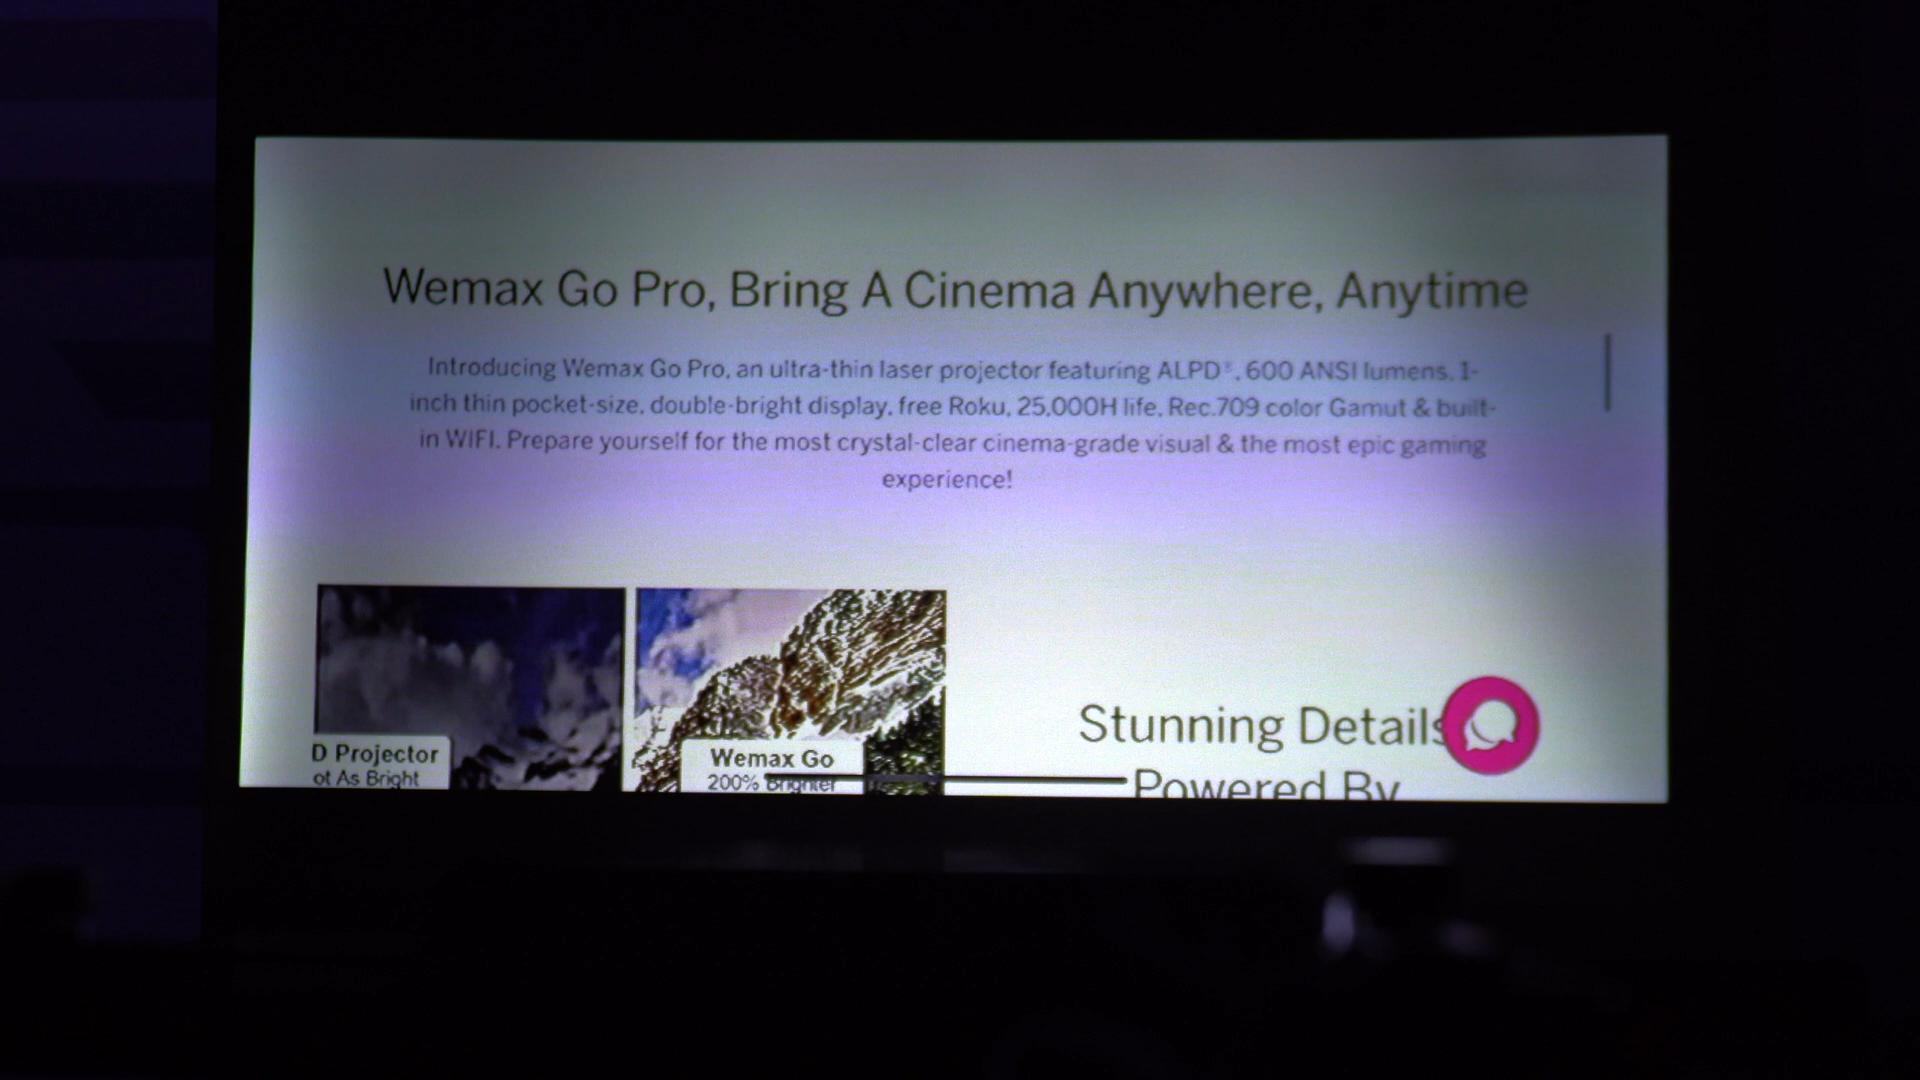 Wemax Go Pro, Bring A Cinema Anywhere, Anytime
Introducing Wemax Go Pro, an ultra-thin laser projector featuring ALPD®, 600 ANSI lumens, 1-
inch thin pocket-size, double-bright display, free Roku, 25,000H life, Rec.709 color Gamut & built-
in WIFI. Prepare yourself for the most crystal-clear cinema-grade visual & the most epic gaming
experience!
D Projector
ot As Bright
Wemax Go
200% Brighter
Stunning Details
Powered By